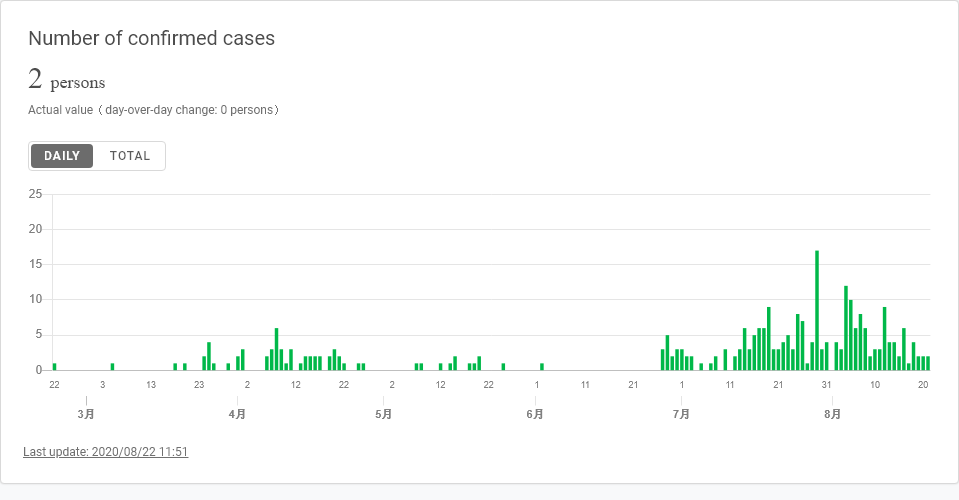 Number of confirmed cases
2 persons
Actual value（day-over-day change: 0 persons）
DAILY TOTAL
25
20
15
10
5
0
22 3 13 23 2 12 22 2 12 22 1 11 21 1 11 21 31 10 20
3月 4月 5月 6月 7月 8月
Last update: 2020/08/22 11:51